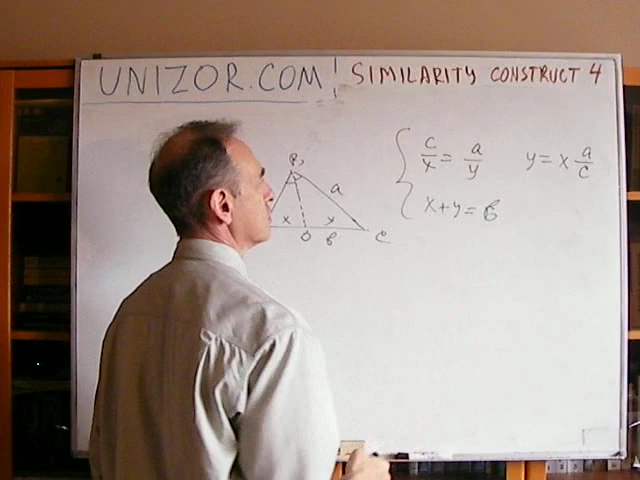 UNIZOR.COM! SIMILARITY CONSTRUCT 4
B
a
x
y
D
b
C
c/x = a/y
y = x a/c
x+y = b